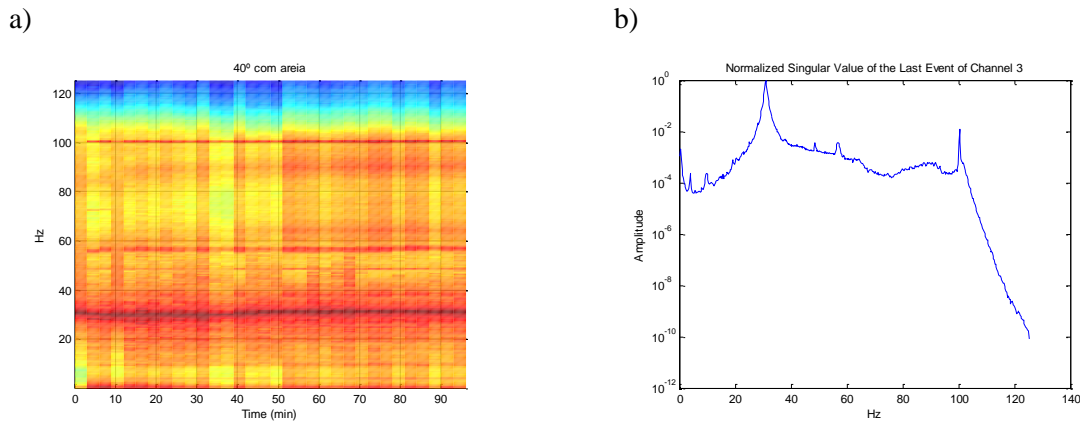 a)
b)
40º com areia
Hz
120
100
80
60
40
20
0 10 20 30 40 50 60 70 80 90
Time (min)
Normalized Singular Value of the Last Event of Channel 3
Amplitude
10^0
10^-2
10^-4
10^-6
10^-8
10^-10
10^-12
0 20 40 60 80 100 120 140
Hz